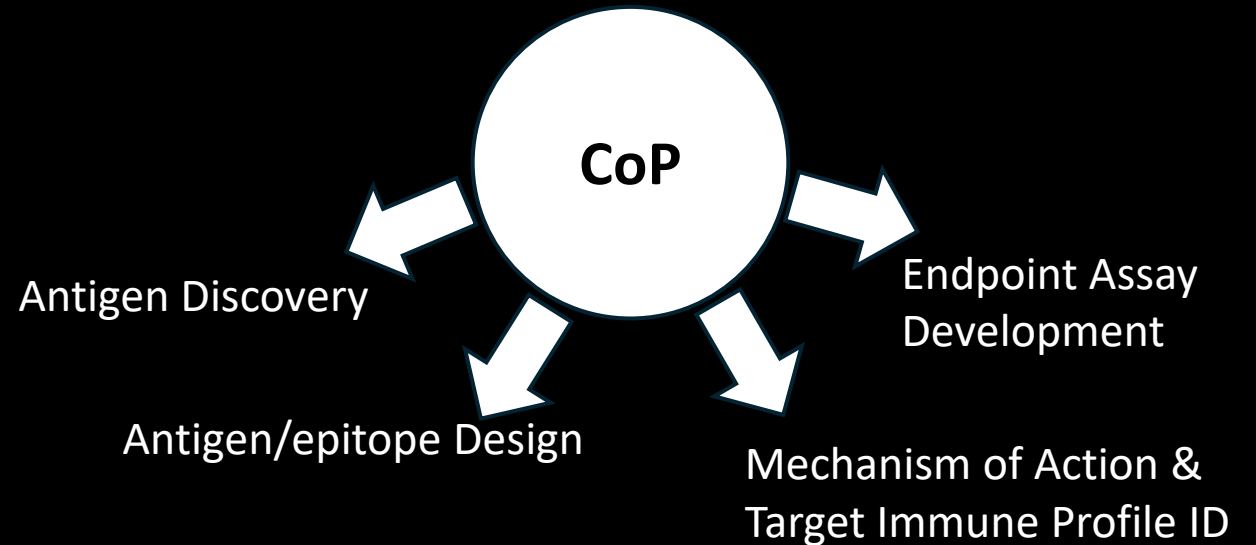 CoP
Antigen Discovery
Endpoint Assay
Development
Antigen/epitope Design
Mechanism of Action &
Target Immune Profile ID